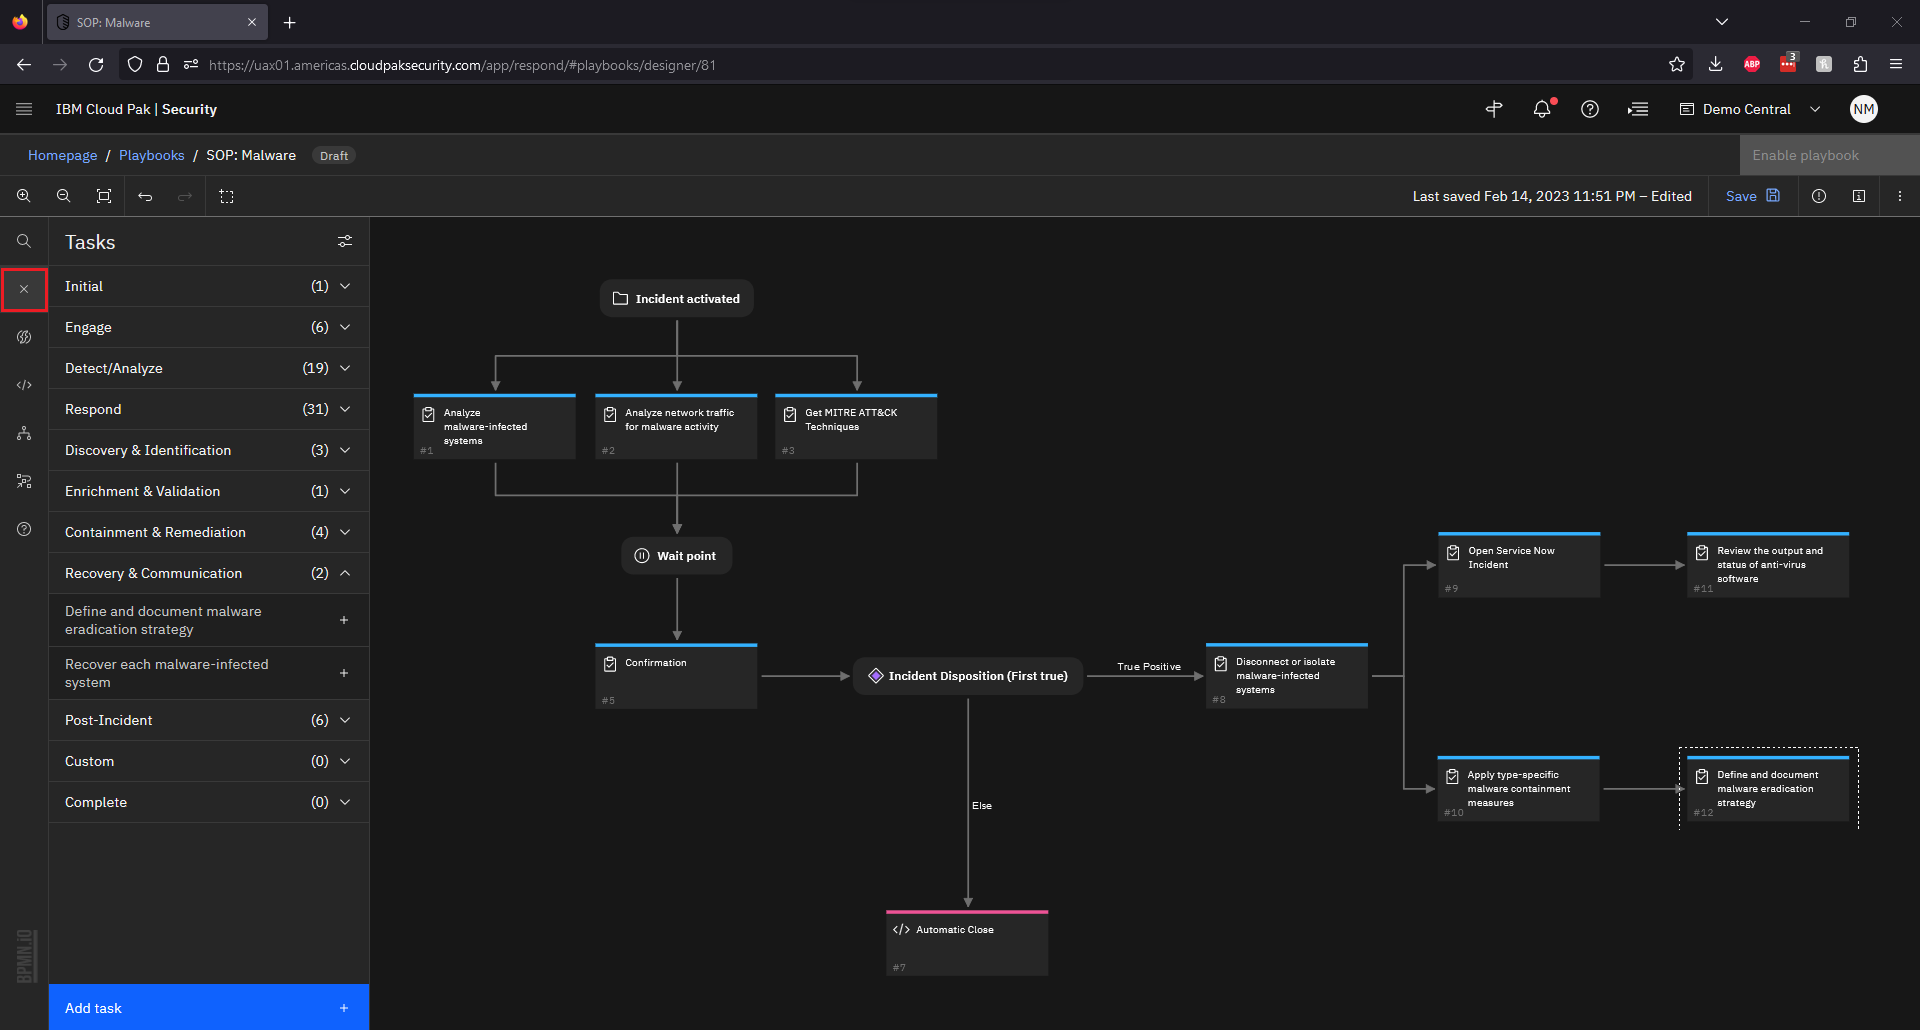 SOP: Malware
https://uax01.americas.cloudpaksecurity.com/app/respond/#playbooks/designer/81
ABP
3
IBM Cloud Pak | Security
Demo Central
NM
Homepage / Playbooks / SOP: Malware Draft
Enable playbook
Last saved Feb 14, 2023 11:51 PM – Edited
Save
Tasks
Initial (1)
Engage (6)
Detect/Analyze (19)
Respond (31)
Discovery & Identification (3)
Enrichment & Validation (1)
Containment & Remediation (4)
Recovery & Communication (2)
Define and document malware
eradication strategy
Recover each malware-infected
system
Post-Incident (6)
Custom (0)
Complete (0)
Add task
BPMN.iO
Incident activated
Analyze
malware-infected
systems
#1
Analyze network traffic
for malware activity
#2
Get MITRE ATT&CK
Techniques
#3
Wait point
Confirmation
#5
Incident Disposition (First true)
True Positive
Else
</> Automatic Close
#7
Disconnect or isolate
malware-infected
systems
#8
Open Service Now
Incident
#9
Review the output and
status of anti-virus
software
#11
Apply type-specific
malware containment
measures
#10
Define and document
malware eradication
strategy
#12